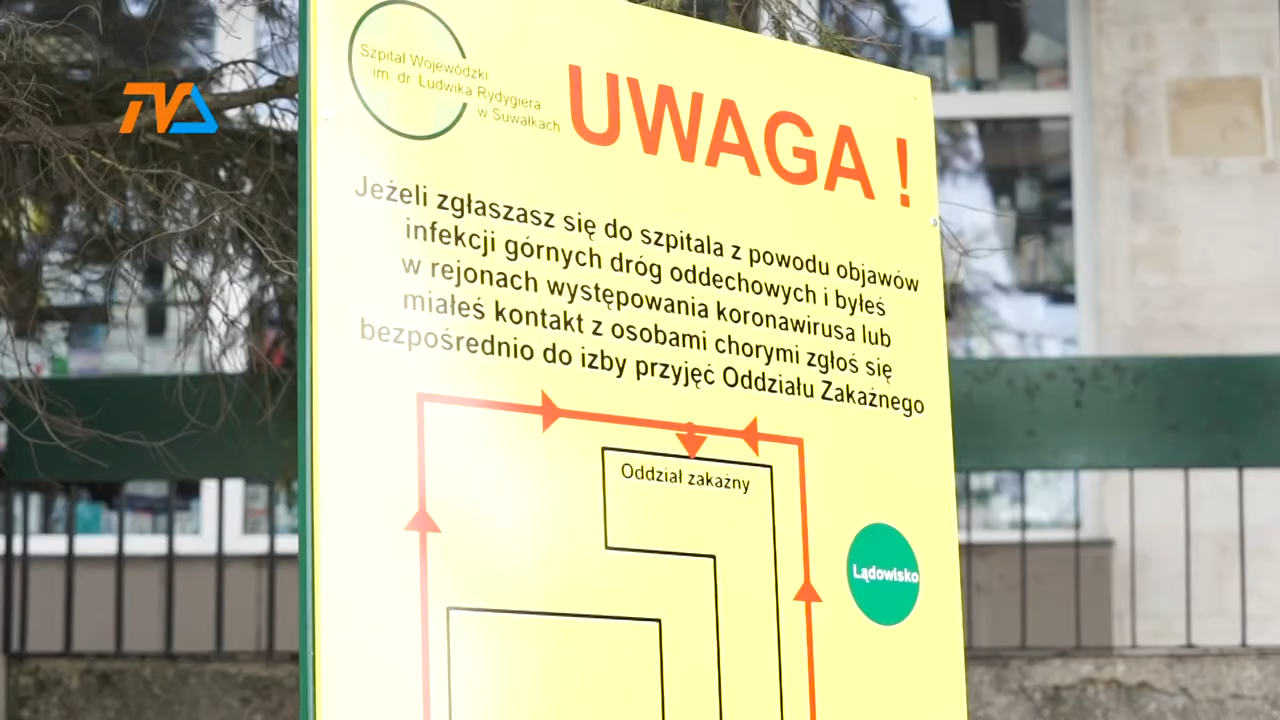 TVA
Szpital Wojewódzki
im. dr Ludwika Rydygiera
w Suwałkach
UWAGA !
Jeżeli zgłaszasz się do szpitala z powodu objawów
infekcji górnych dróg oddechowych i byłeś
w rejonach występowania koronawirusa lub
miałeś kontakt z osobami chorymi zgłoś się
bezpośrednio do izby przyjęć Oddziału Zakaźnego
Oddział zakaźny
Lądowisko